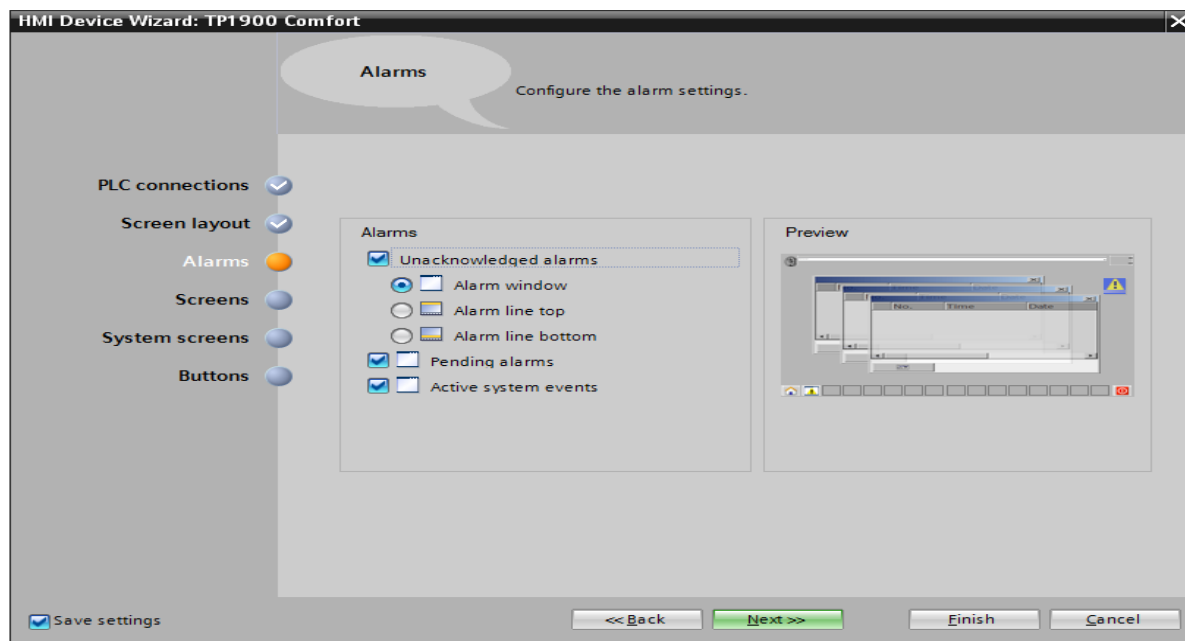 HMI Device Wizard: TP1900 Comfort
Alarms
Configure the alarm settings.
PLC connections
Screen layout
Alarms
Screens
System screens
Buttons
Alarms
Unacknowledged alarms
Alarm window
Alarm line top
Alarm line bottom
Pending alarms
Active system events
Preview
No. Time Date
Save settings
<< Back
Next >>
Finish
Cancel